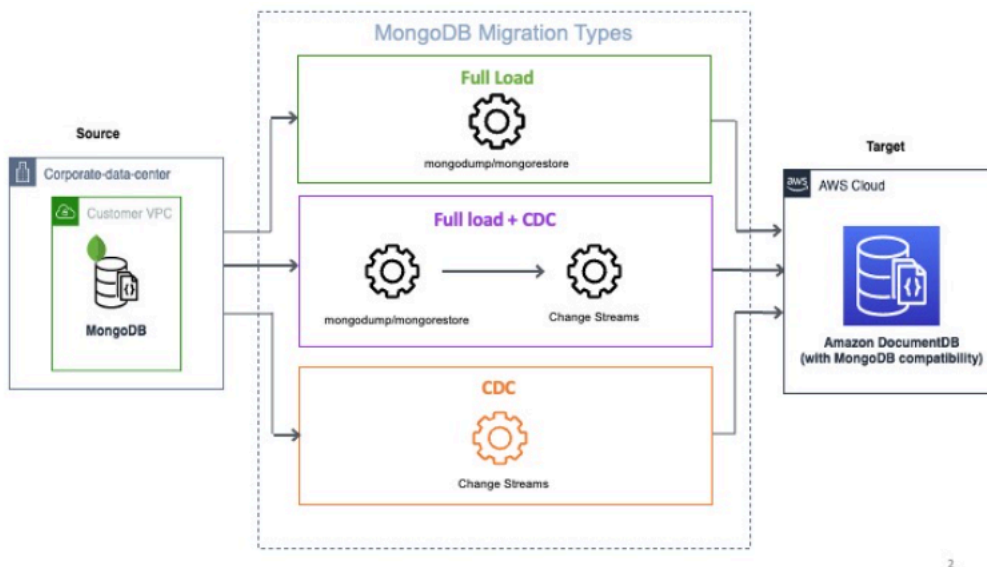 MongoDB Migration Types
Source
Corporate-data-center
Customer VPC
MongoDB
Full Load
mongodump/mongorestore
Full load + CDC
mongodump/mongorestore
Change Streams
CDC
Change Streams
Target
aws
AWS Cloud
{}
Amazon DocumentDB
(with MongoDB compatibility)
2